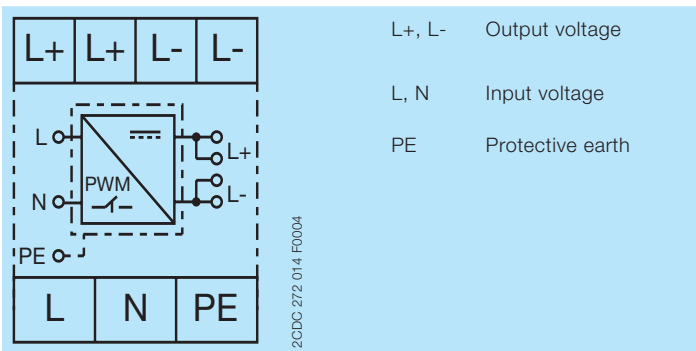 L+ L+ L- L-
L
L+
PWM
N
L-
PE
L N PE
2CDC 272 014 F0004
L+, L- Output voltage
L, N Input voltage
PE Protective earth